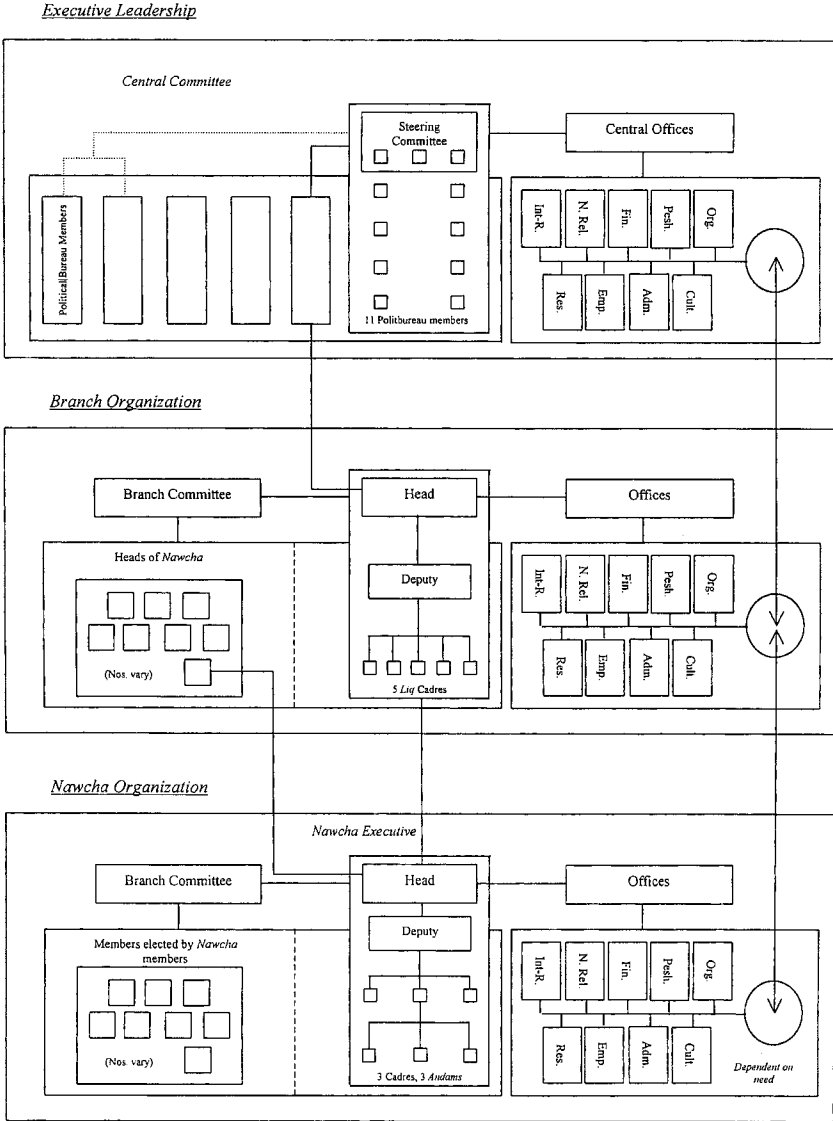 Executive Leadership
Central Committee
Steering
Committee
Central Offices
Political Bureau Members
11 Politbureau members
Int-R.
N. Rel.
Fin.
Pesh.
Org.
Res.
Emp.
Adm.
Cult.
Branch Organization
Branch Committee
Head
Offices
Heads of Nawcha
Deputy
(Nos. vary)
5 Liq Cadres
Int-R.
N. Rel.
Fin.
Pesh.
Org.
Res.
Emp.
Adm.
Cult.
Nawcha Organization
Nawcha Executive
Branch Committee
Head
Offices
Members elected by Nawcha
members
Deputy
(Nos. vary)
3 Cadres, 3 Andams
Int-R.
N. Rel.
Fin.
Pesh.
Org.
Res.
Emp.
Adm.
Cult.
Dependent on
need